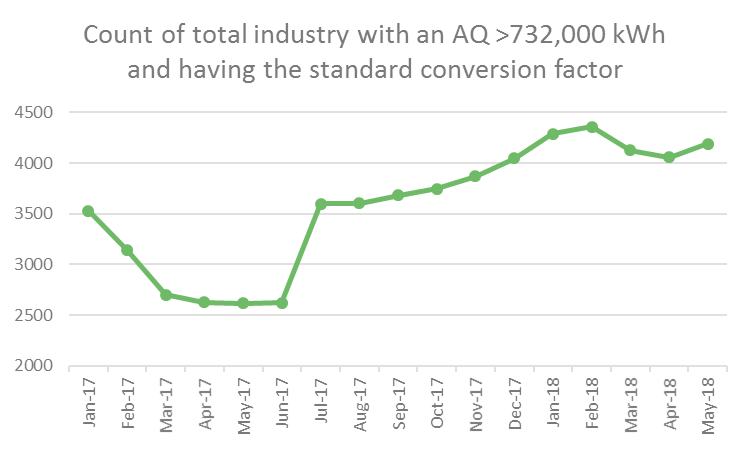 Count of total industry with an AQ >732,000 kWh
and having the standard conversion factor
4500
4000
3500
3000
2500
2000
Jan-17
Feb-17
Mar-17
Apr-17
May-17
Jun-17
Jul-17
Aug-17
Sep-17
Oct-17
Nov-17
Dec-17
Jan-18
Feb-18
Mar-18
Apr-18
May-18